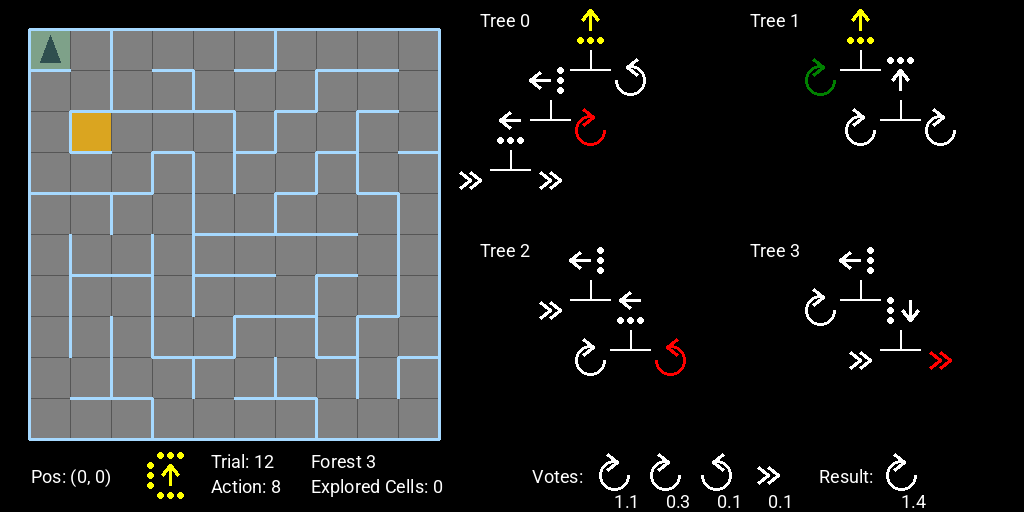 Tree 0
Tree 1
Tree 2
Tree 3
Pos: (0, 0)
Trial: 12
Forest 3
Action: 8
Explored Cells: 0
Votes:
1.1
0.3
0.1
0.1
Result:
1.4